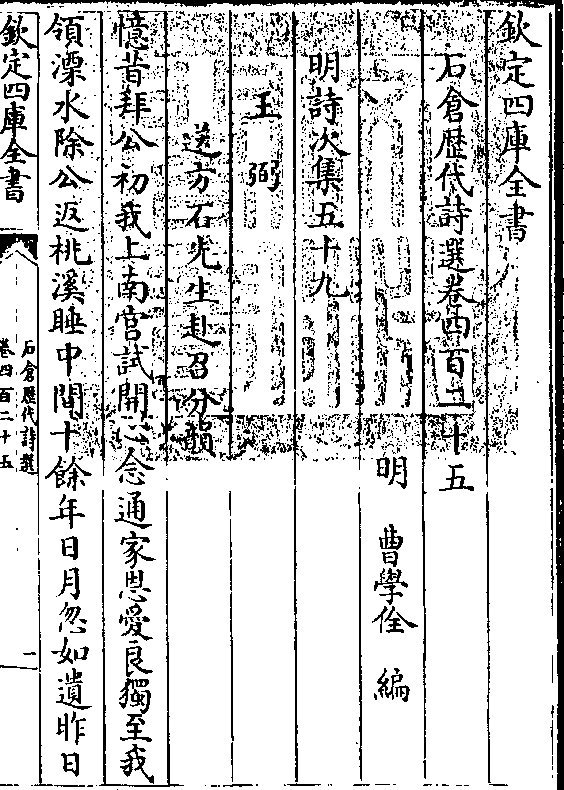 欽定四庫全書
石倉歴代詩選卷四百二十五
明 曹學佺 編
明詩次集五十九
王弼
送方石先生赴召分韻
憶昔拜公初我上南宫試開心念通家恩愛良獨至我
領溧水除公返桃溪睡中間十餘年日月忽如遺昨日
欽定四庫全書
石倉歴代詩選
卷四百二十五
一